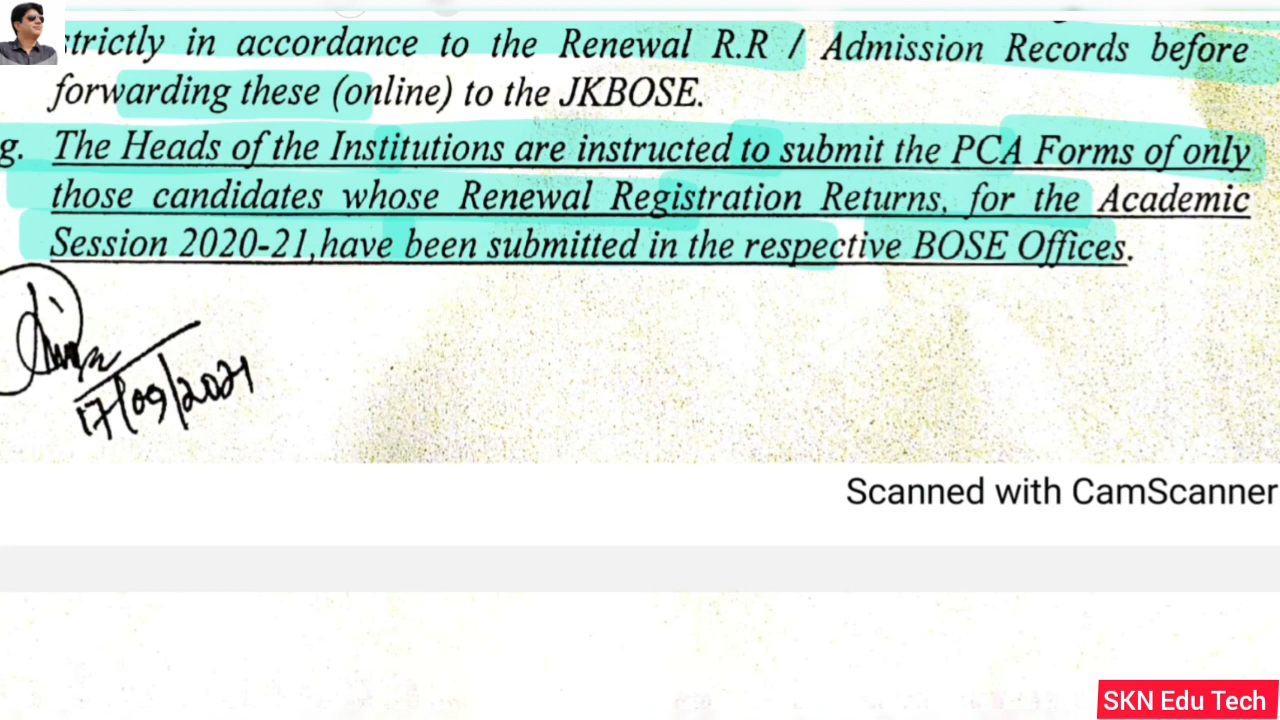 strictly in accordance to the Renewal R.R / Admission Records before
forwarding these (online) to the JKBOSE.
g. The Heads of the Institutions are instructed to submit the PCA Forms of only
those candidates whose Renewal Registration Returns, for the Academic
Session 2020-21,have been submitted in the respective BOSE Offices.
17/09/2021
Scanned with CamScanner
SKN Edu Tech